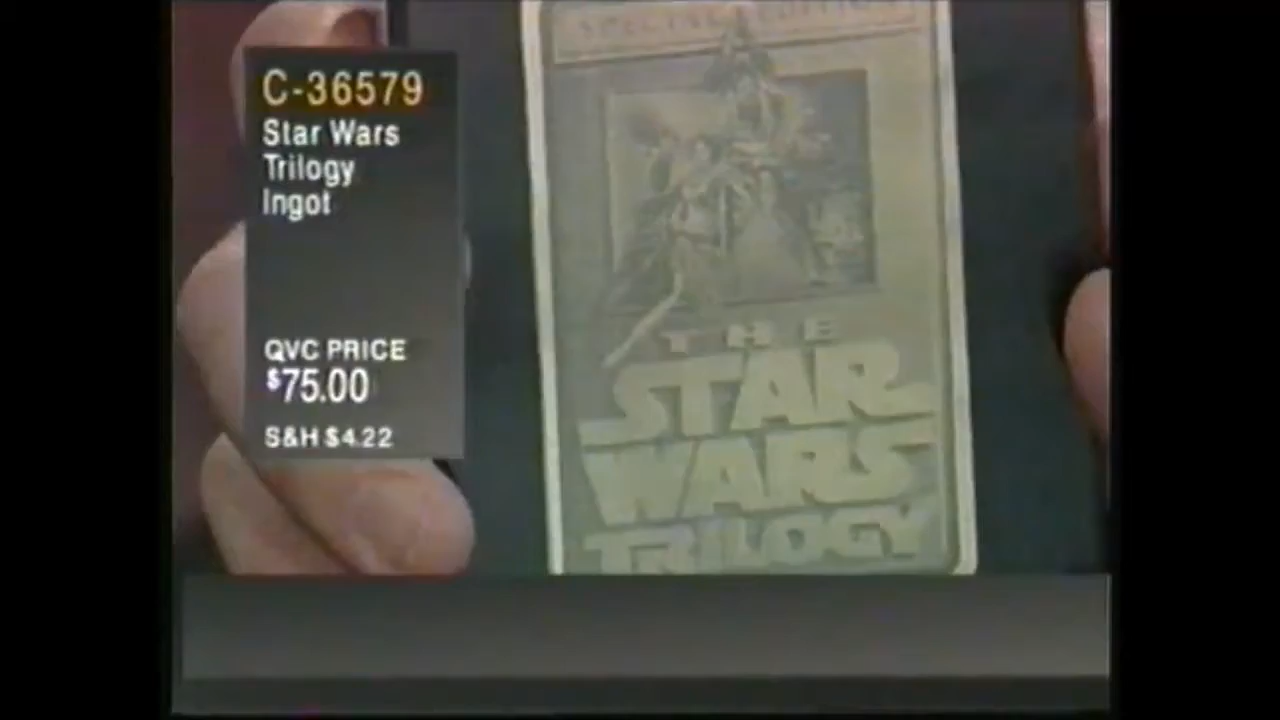 C-36579
Star Wars
Trilogy
Ingot
QVC PRICE
$75.00
S&H $4.22
SPECIAL EDITION
THE
STAR
WARS
TRILOGY